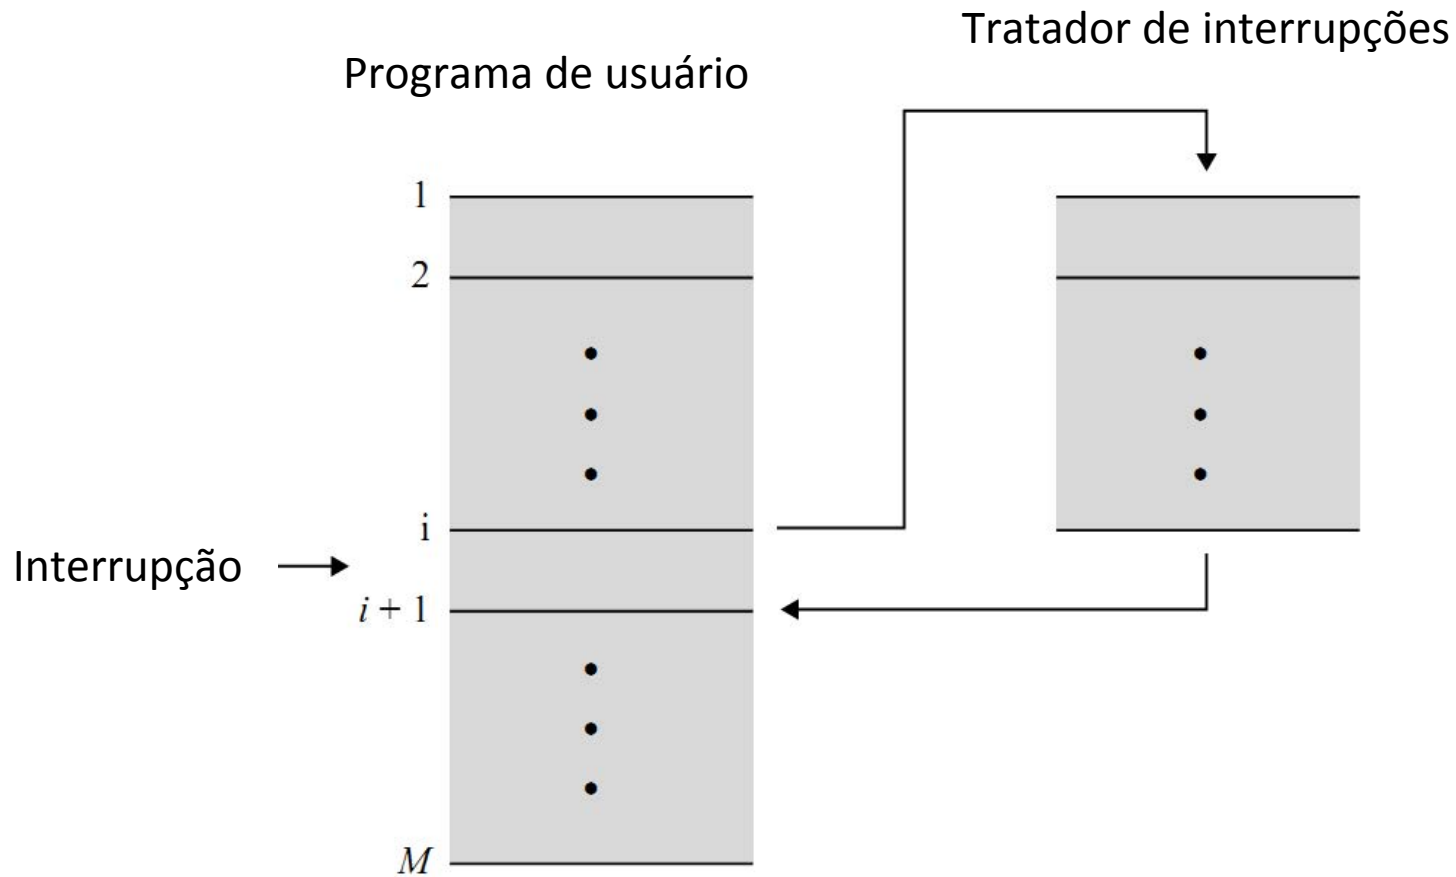 Tratador de interrupções
Programa de usuário
1
2
i
Interrupção
i + 1
M